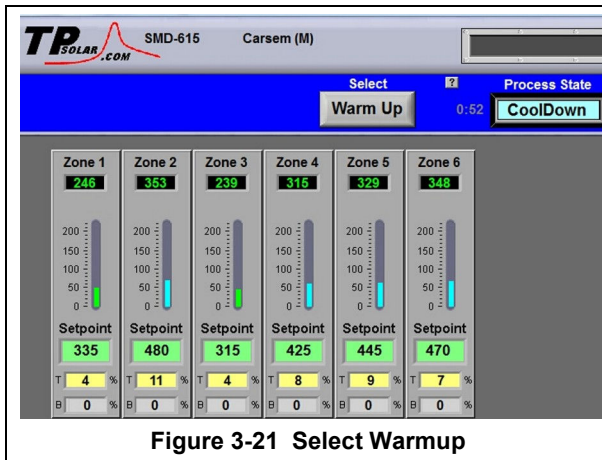 TPSOLAR.COM SMD-615 Carsem (M)
Select ? Process State
Warm Up 0:52 CoolDown
Zone 1 Zone 2 Zone 3 Zone 4 Zone 5 Zone 6
246 353 239 315 329 348
200 200 200 200 200 200
150 150 150 150 150 150
100 100 100 100 100 100
50 50 50 50 50 50
0 0 0 0 0 0
Setpoint Setpoint Setpoint Setpoint Setpoint Setpoint
335 480 315 425 445 470
T 4 % T 11 % T 4 % T 8 % T 9 % T 7 %
B 0 % B 0 % B 0 % B 0 % B 0 % B 0 %
Figure 3-21 Select Warmup